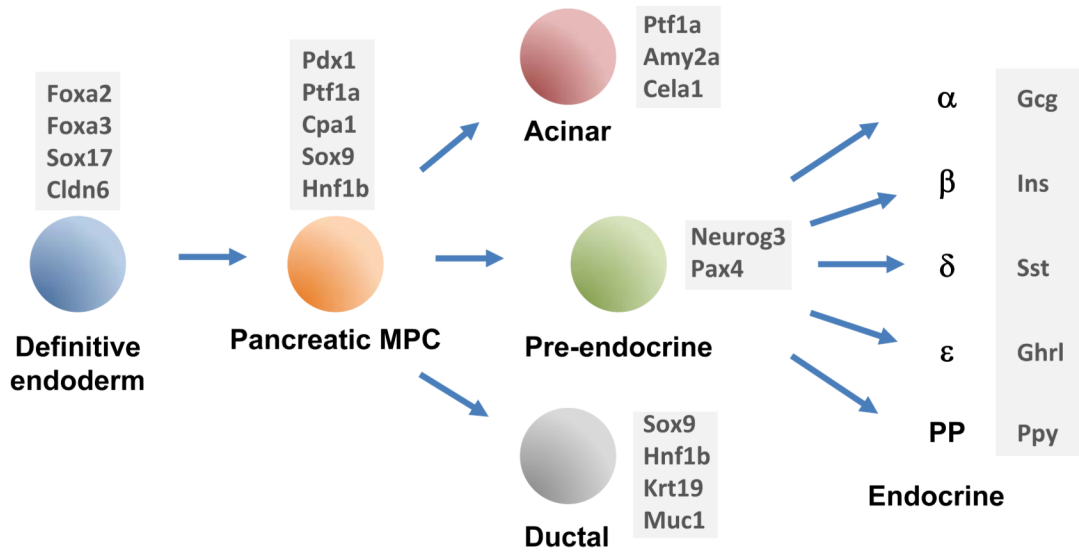 Foxa2
Foxa3
Sox17
Cldn6
Definitive
endoderm
Pdx1
Ptf1a
Cpa1
Sox9
Hnf1b
Pancreatic MPC
Ptf1a
Amy2a
Cela1
Acinar
Neurog3
Pax4
Pre-endocrine
Sox9
Hnf1b
Krt19
Muc1
Ductal
α Gcg
β Ins
δ Sst
ε Ghrl
PP Ppy
Endocrine